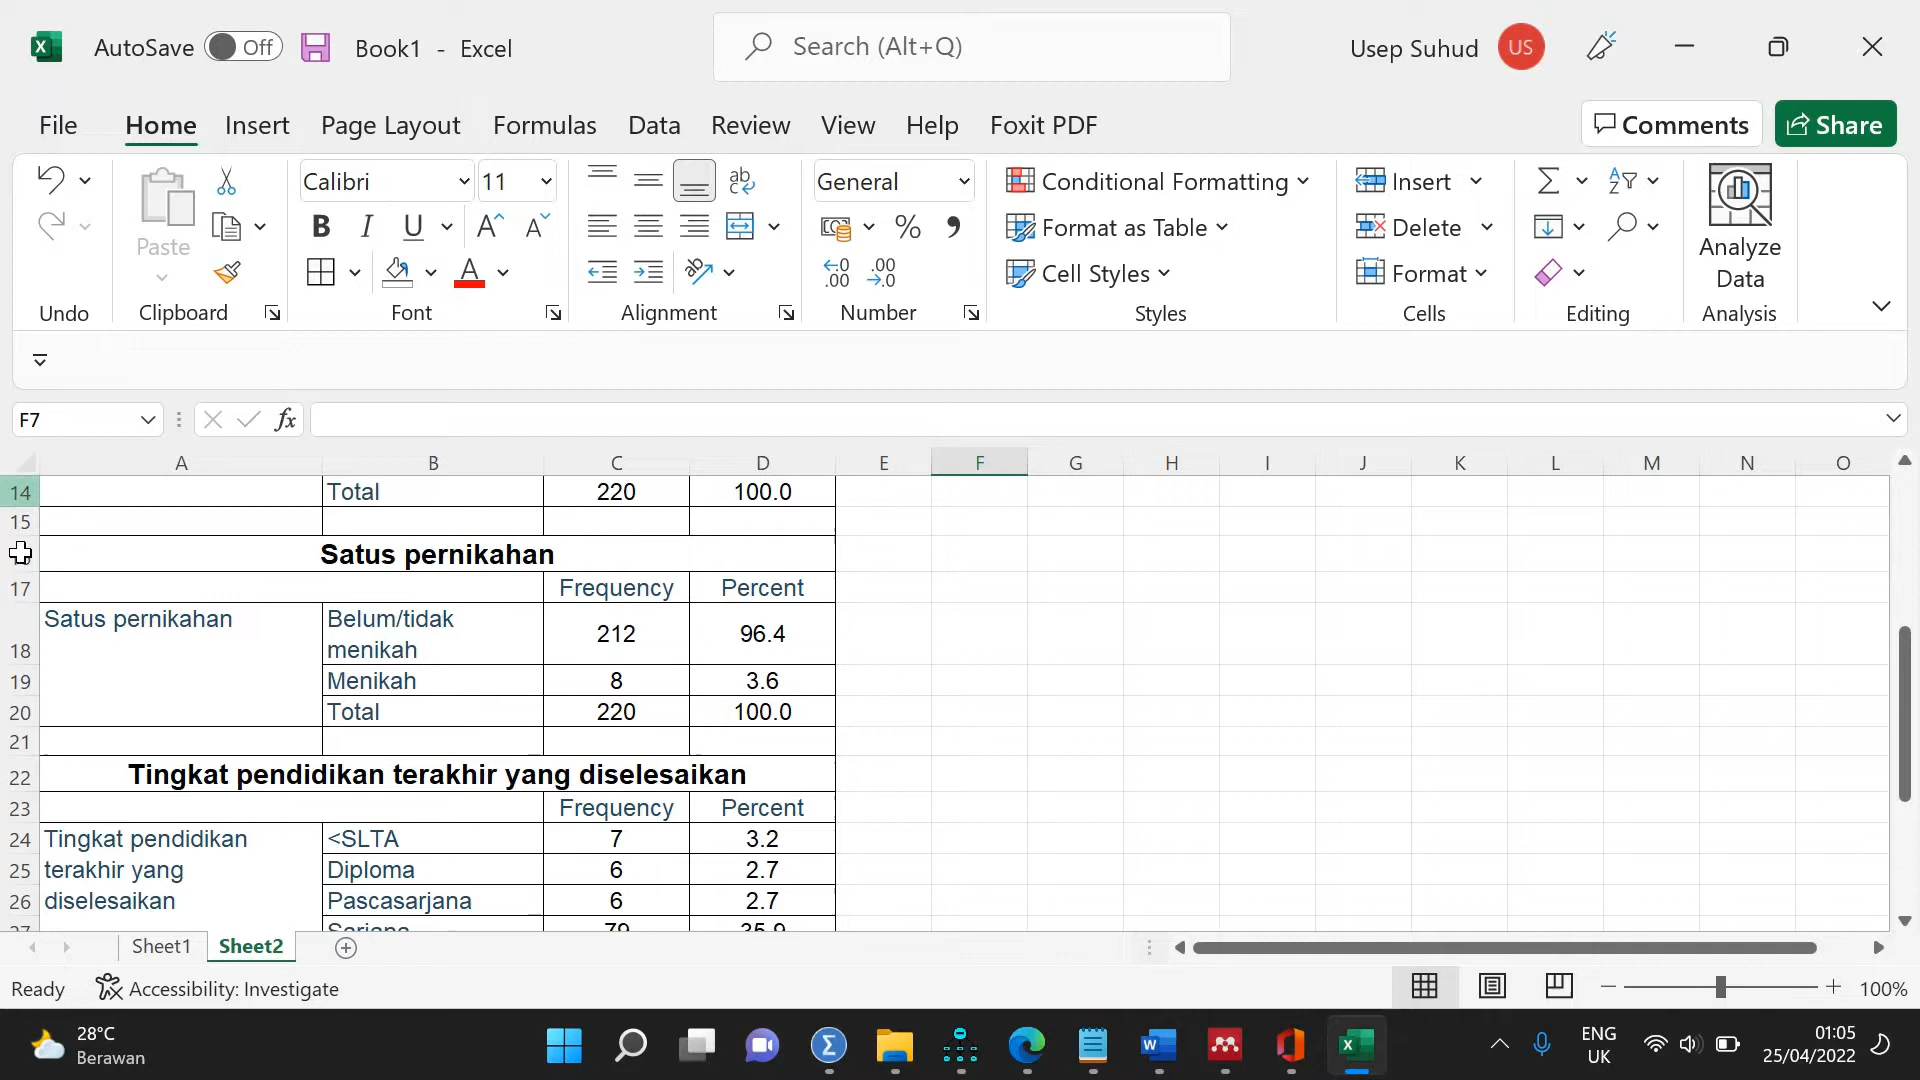 AutoSave Off Book1 - Excel Search (Alt+Q) Usep Suhud US
File Home Insert Page Layout Formulas Data Review View Help Foxit PDF Comments Share
Paste Calibri 11 General Conditional Formatting Insert
B I U A A % Format as Table Delete Analyze Data
A Cell Styles Format
Undo Clipboard Font Alignment Number Styles Cells Editing Analysis
F7 fx
A B C D E F G H I J K L M N O
14 Total 220 100.0
15
Satus pernikahan
17 Frequency Percent
18 Satus pernikahan Belum/tidak menikah 212 96.4
19 Menikah 8 3.6
20 Total 220 100.0
21
22 Tingkat pendidikan terakhir yang diselesaikan
23 Frequency Percent
24 Tingkat pendidikan <SLTA 7 3.2
25 terakhir yang Diploma 6 2.7
26 diselesaikan Pascasarjana 6 2.7
27 Sarjana 79 35.9
Sheet1 Sheet2
Ready Accessibility: Investigate 100%
28°C ENG 01:05
Berawan UK 25/04/2022